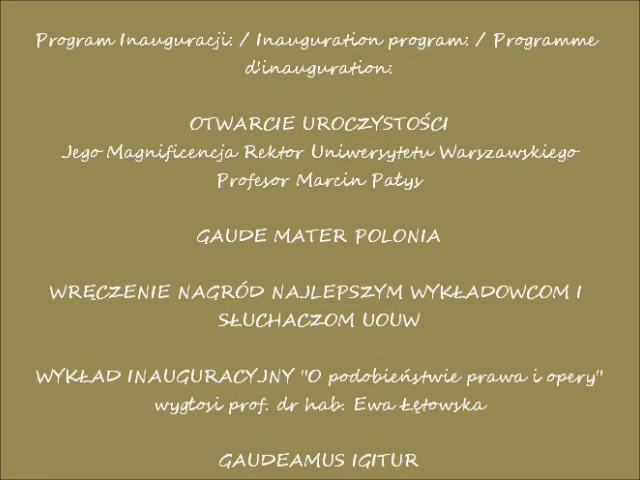 Program Inauguracji: / Inauguration program: / Programme
d'inauguration:
OTWARCIE UROCZYSTOŚCI
Jego Magnificencja Rektor Uniwersytetu Warszawskiego
Profesor Marcin Pałys
GAUDE MATER POLONIA
WRĘCZENIE NAGRÓD NAJLEPSZYM WYKŁADOWCOM I
SŁUCHACZOM UOUW
WYKŁAD INAUGURACYJNY "O podobieństwie prawa i opery"
wygłosi prof. dr hab. Ewa Łętowska
GAUDEAMUS IGITUR